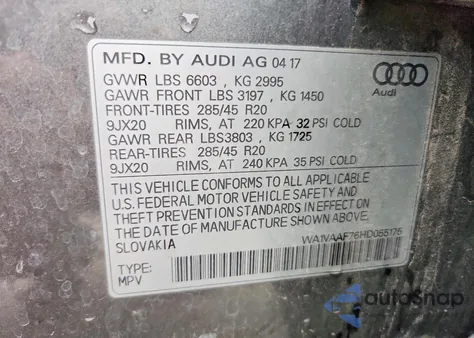 MFD. BY AUDI AG 04 17
GVWR LBS 6603 , KG 2995
GAWR FRONT LBS 3197 , KG 1450
FRONT-TIRES 285/45 R20
9JX20 RIMS, AT 220 KPA 32 PSI COLD
GAWR REAR LBS3803 , KG 1725
REAR-TIRES 285/45 R20
9JX20 RIMS, AT 240 KPA 35 PSI COLD
THIS VEHICLE CONFORMS TO ALL APPLICABLE
U.S. FEDERAL MOTOR VEHICLE SAFETY AND
THEFT PREVENTION STANDARDS IN EFFECT ON
THE DATE OF MANUFACTURE SHOWN ABOVE.
SLOVAKIA
WA1VAAF76HD055175
TYPE:
MPV
Audi
autoSnap